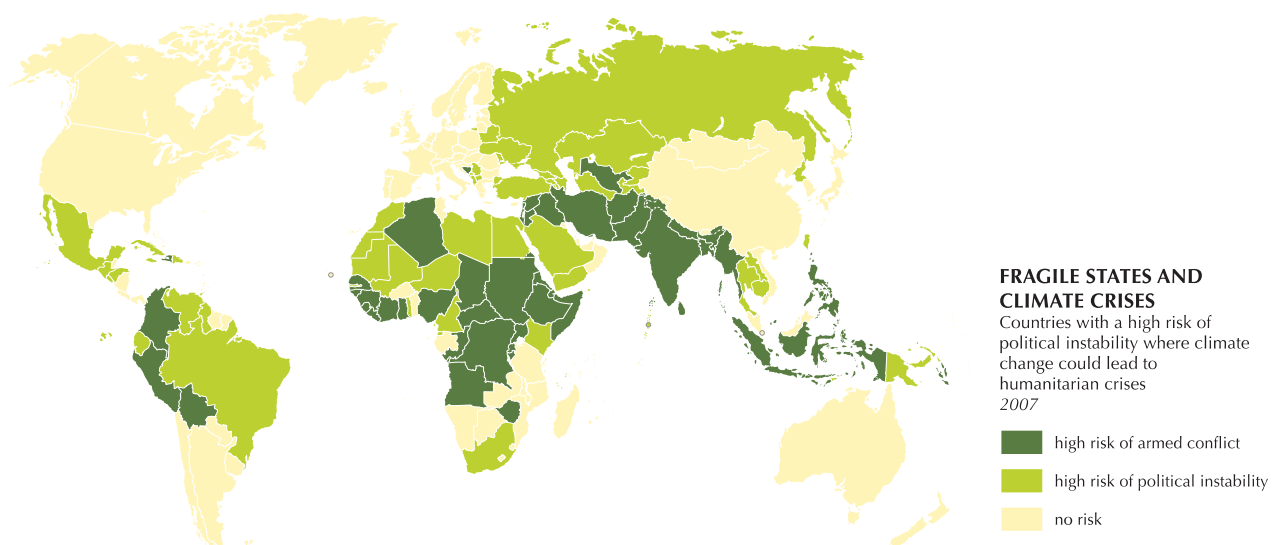 FRAGILE STATES AND
CLIMATE CRISES
Countries with a high risk of
political instability where climate
change could lead to
humanitarian crises
2007
high risk of armed conflict
high risk of political instability
no risk